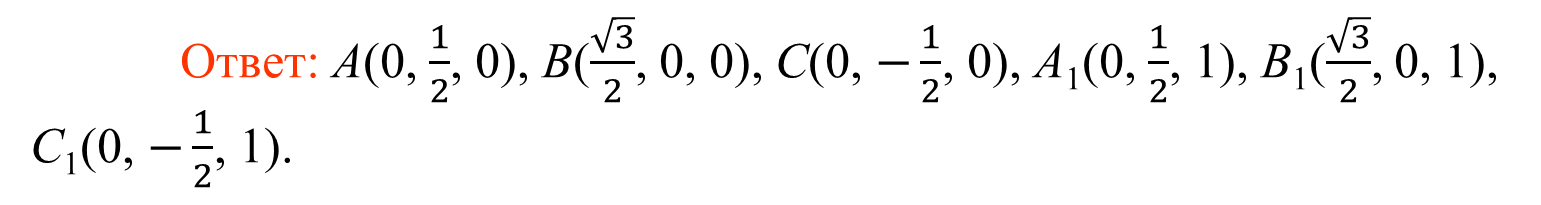 Ответ: A(0, 1/2, 0), B(√3/2, 0, 0), C(0, −1/2, 0), A₁(0, 1/2, 1), B₁(√3/2, 0, 1),
C₁(0, −1/2, 1).